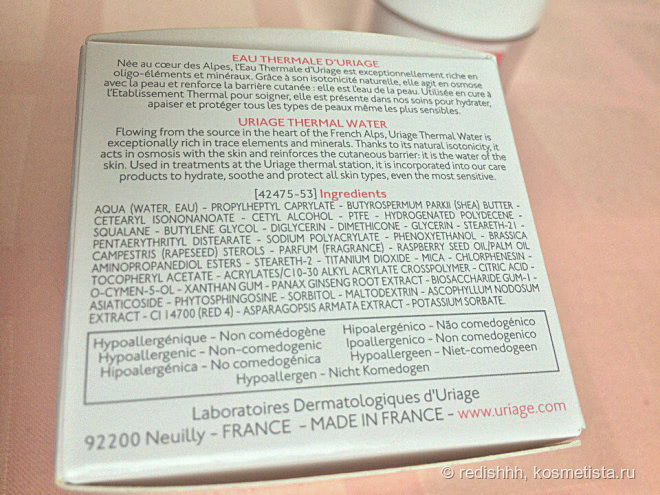 EAU THERMALE D'URIAGE
Née au cœur des Alpes, l'Eau Thermale d'Uriage est exceptionnellement riche en
oligo-éléments et minéraux. Grâce à son isotonicité naturelle, elle agit en osmose
avec la peau et renforce la barrière cutanée : elle est l'eau de la peau. Utilisée en cure à
l'Etablissement Thermal pour soigner, elle est présente dans nos soins pour hydrater,
apaiser et protéger tous les types de peaux même les plus sensibles.
URIAGE THERMAL WATER
Flowing from the source in the heart of the French Alps, Uriage Thermal Water is
exceptionally rich in trace elements and minerals. Thanks to its natural isotonicity, it
acts in osmosis with the skin and reinforces the cutaneous barrier: it is the water of the
skin. Used in treatments at the Uriage thermal station, it is incorporated into our care
products to hydrate, soothe and protect all skin types, even the most sensitive.
[42475-53] Ingredients
AQUA (WATER, EAU) - PROPYLHEPTYL CAPRYLATE - BUTYROSPERMUM PARKII (SHEA) BUTTER -
CETEARYL ISONONANOATE - CETYL ALCOHOL - PTFE - HYDROGENATED POLYDECENE -
SQUALANE - BUTYLENE GLYCOL - DIGLYCERIN - DIMETHICONE - GLYCERIN - STEARETH-21 -
PENTAERYTHRITYL DISTEARATE - SODIUM POLYACRYLATE - PHENOXYETHANOL - BRASSICA
CAMPESTRIS (RAPESEED) STEROLS - PARFUM (FRAGRANCE) - RASPBERRY SEED OIL/PALM OIL
AMINOPROPANEDIOL ESTERS - STEARETH-2 - TITANIUM DIOXIDE - MICA - CHLORPHENESIN -
TOCOPHERYL ACETATE - ACRYLATES/C10-30 ALKYL ACRYLATE CROSSPOLYMER - CITRIC ACID -
O-CYMEN-5-OL - XANTHAN GUM - PANAX GINSENG ROOT EXTRACT - BIOSACCHARIDE GUM-1 -
ASIATICOSIDE - PHYTOSPHINGOSINE - SORBITOL - MALTODEXTRIN - ASCOPHYLLUM NODOSUM
EXTRACT - CI 14700 (RED 4) - ASPARAGOPSIS ARMATA EXTRACT - POTASSIUM SORBATE.
Hypoallergénique - Non comédogène
Hypoallergenic - Non-comedogenic
Hipoalergénica - No comedogénica
Hipoalergénico - Não comedogénico
Ipoallergenico - Non comedogenico
Hypoallergeen - Niet-comedogeen
Hypoallergen - Nicht Komedogen
Laboratoires Dermatologiques d'Uriage
92200 Neuilly - FRANCE - MADE IN FRANCE - www.uriage.com
© redishhh, kosmetista.ru